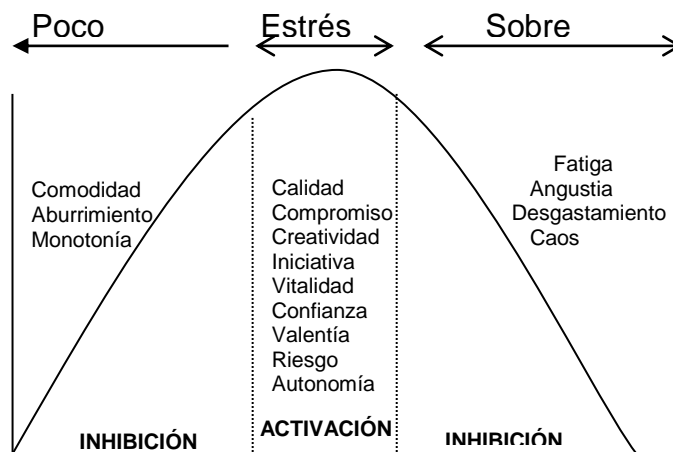 Poco
Estrés
Sobre
Comodidad
Aburrimiento
Monotonía
Calidad
Compromiso
Creatividad
Iniciativa
Vitalidad
Confianza
Valentía
Riesgo
Autonomía
Fatiga
Angustia
Desgastamiento
Caos
INHIBICIÓN
ACTIVACIÓN
INHIBICIÓN